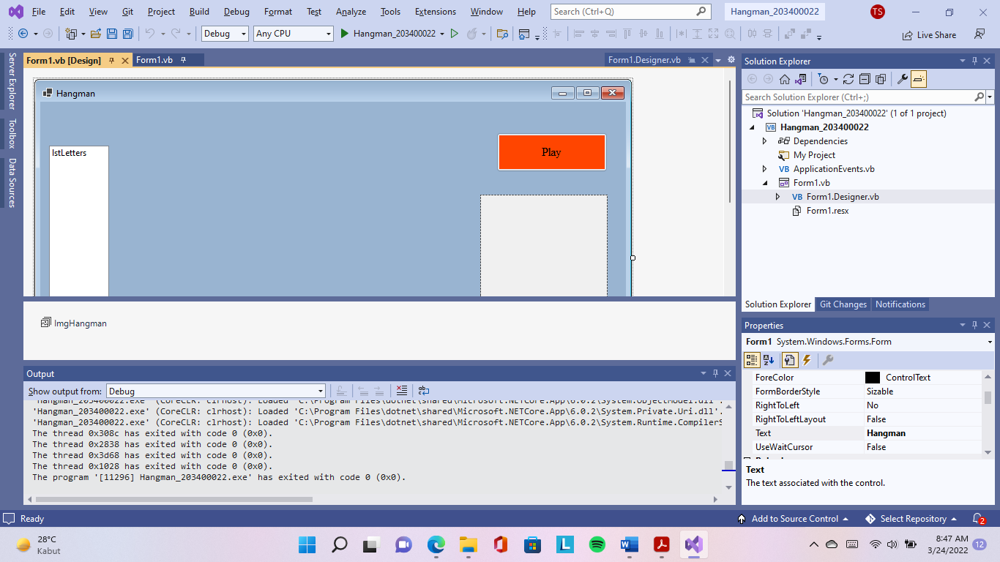 File Edit View Git Project Build Debug Format Test Analyze Tools Extensions Window Help Search (Ctrl+Q) Hangman_203400022 TS
Debug Any CPU Hangman_203400022 Live Share
Server Explorer
Toolbox
Data Sources
Form1.vb [Design] Form1.vb Form1.Designer.vb
Hangman
lstLetters
Play
ImgHangman
Output
Show output from: Debug
'Hangman_203400022.exe' (CoreCLR: clrhost): Loaded 'C:\Program Files\dotnet\shared\Microsoft.NETCore.App\6.0.2\System.ObjectModel.dll'.
'Hangman_203400022.exe' (CoreCLR: clrhost): Loaded 'C:\Program Files\dotnet\shared\Microsoft.NETCore.App\6.0.2\System.Private.Uri.dll'.
'Hangman_203400022.exe' (CoreCLR: clrhost): Loaded 'C:\Program Files\dotnet\shared\Microsoft.NETCore.App\6.0.2\System.Runtime.CompilerS
The thread 0x308c has exited with code 0 (0x0).
The thread 0x2838 has exited with code 0 (0x0).
The thread 0x3d68 has exited with code 0 (0x0).
The thread 0x1028 has exited with code 0 (0x0).
The program '[11296] Hangman_203400022.exe' has exited with code 0 (0x0).
Solution Explorer
Search Solution Explorer (Ctrl+;)
Solution 'Hangman_203400022' (1 of 1 project)
VB Hangman_203400022
Dependencies
My Project
VB ApplicationEvents.vb
Form1.vb
VB Form1.Designer.vb
Form1.resx
Solution Explorer Git Changes Notifications
Properties
Form1 System.Windows.Forms.Form
ForeColor ControlText
FormBorderStyle Sizable
RightToLeft No
RightToLeftLayout False
Text Hangman
UseWaitCursor False
Text
The text associated with the control.
Ready Add to Source Control Select Repository 2
28°C
Kabut
8:47 AM
3/24/2022 12